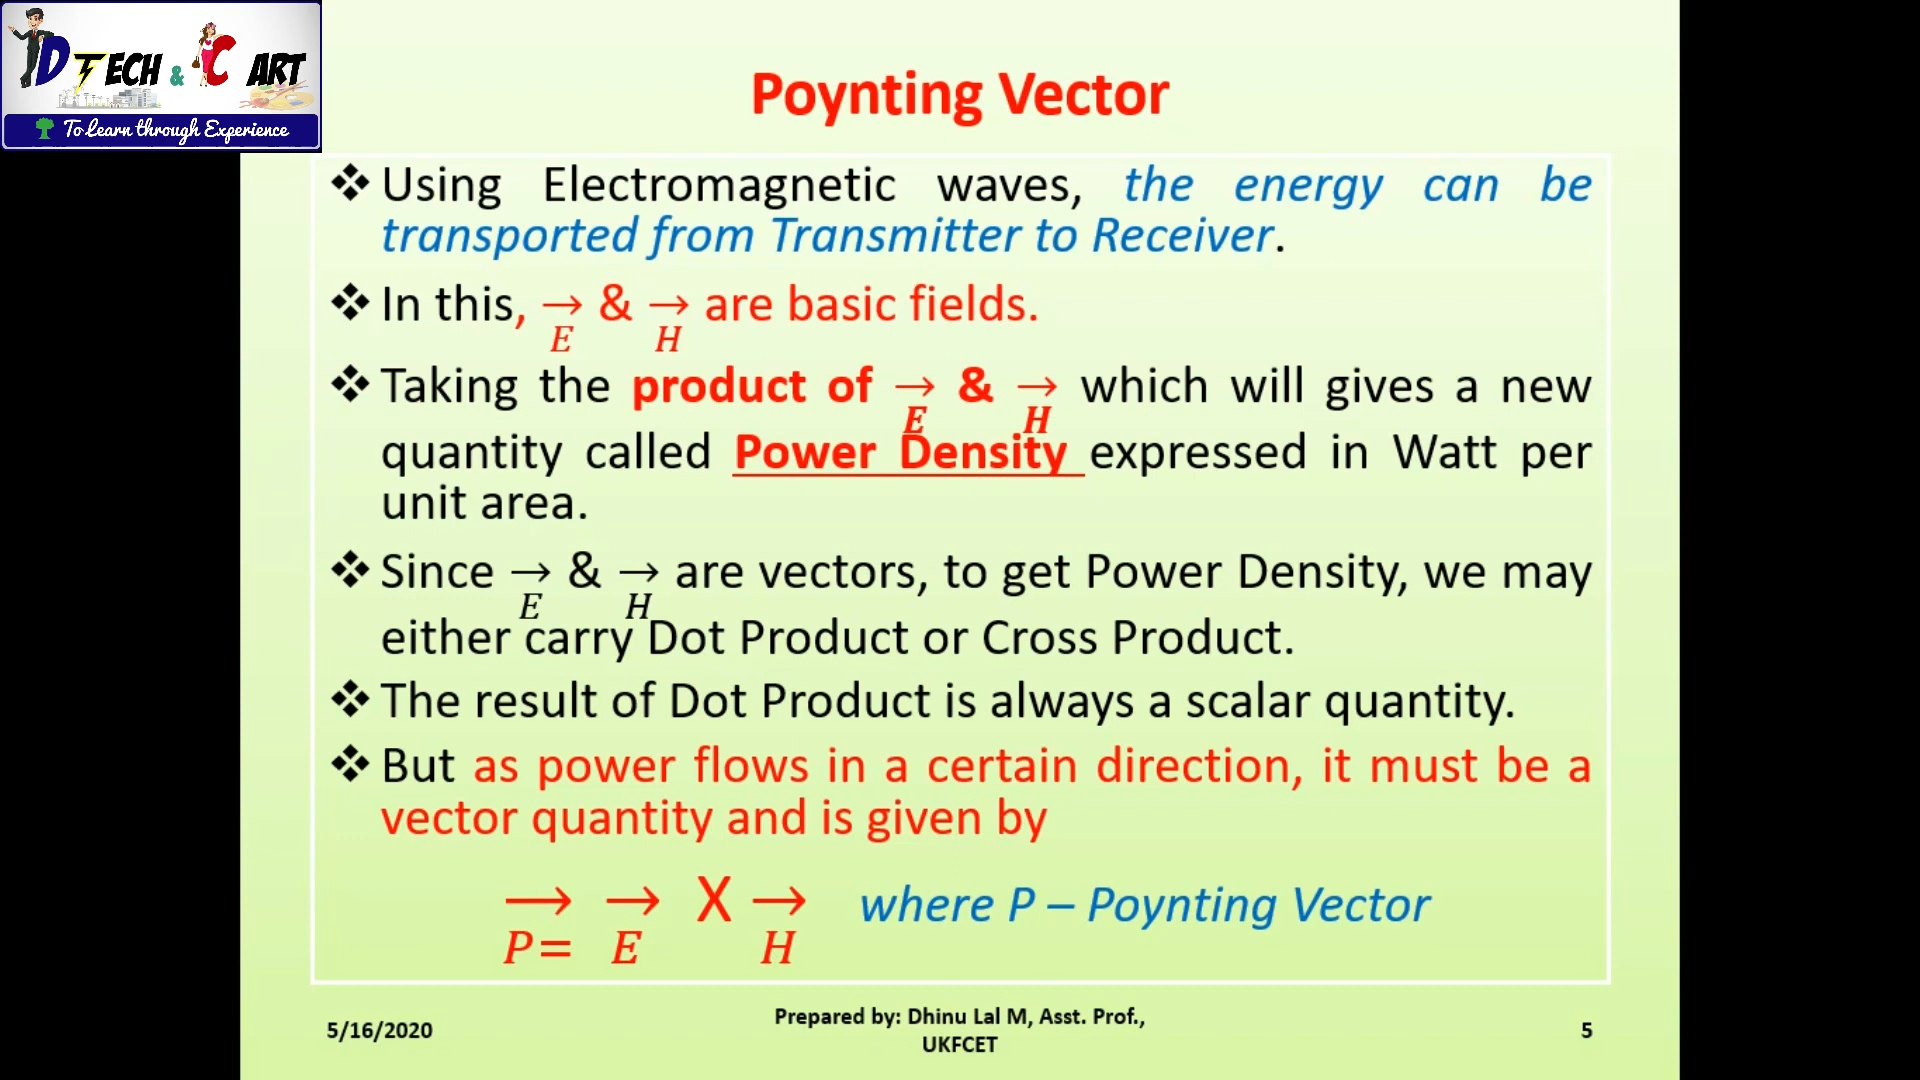 D TECH & C ART
To Learn through Experience
Poynting Vector
❖ Using Electromagnetic waves, the energy can be
transported from Transmitter to Receiver.
❖ In this, → & → are basic fields.
E H
❖ Taking the product of → & → which will gives a new
E H
quantity called Power Density expressed in Watt per
unit area.
❖ Since → & → are vectors, to get Power Density, we may
E H
either carry Dot Product or Cross Product.
❖ The result of Dot Product is always a scalar quantity.
❖ But as power flows in a certain direction, it must be a
vector quantity and is given by
→ → X → where P – Poynting Vector
P= E H
5/16/2020
Prepared by: Dhinu Lal M, Asst. Prof.,
UKFCET
5